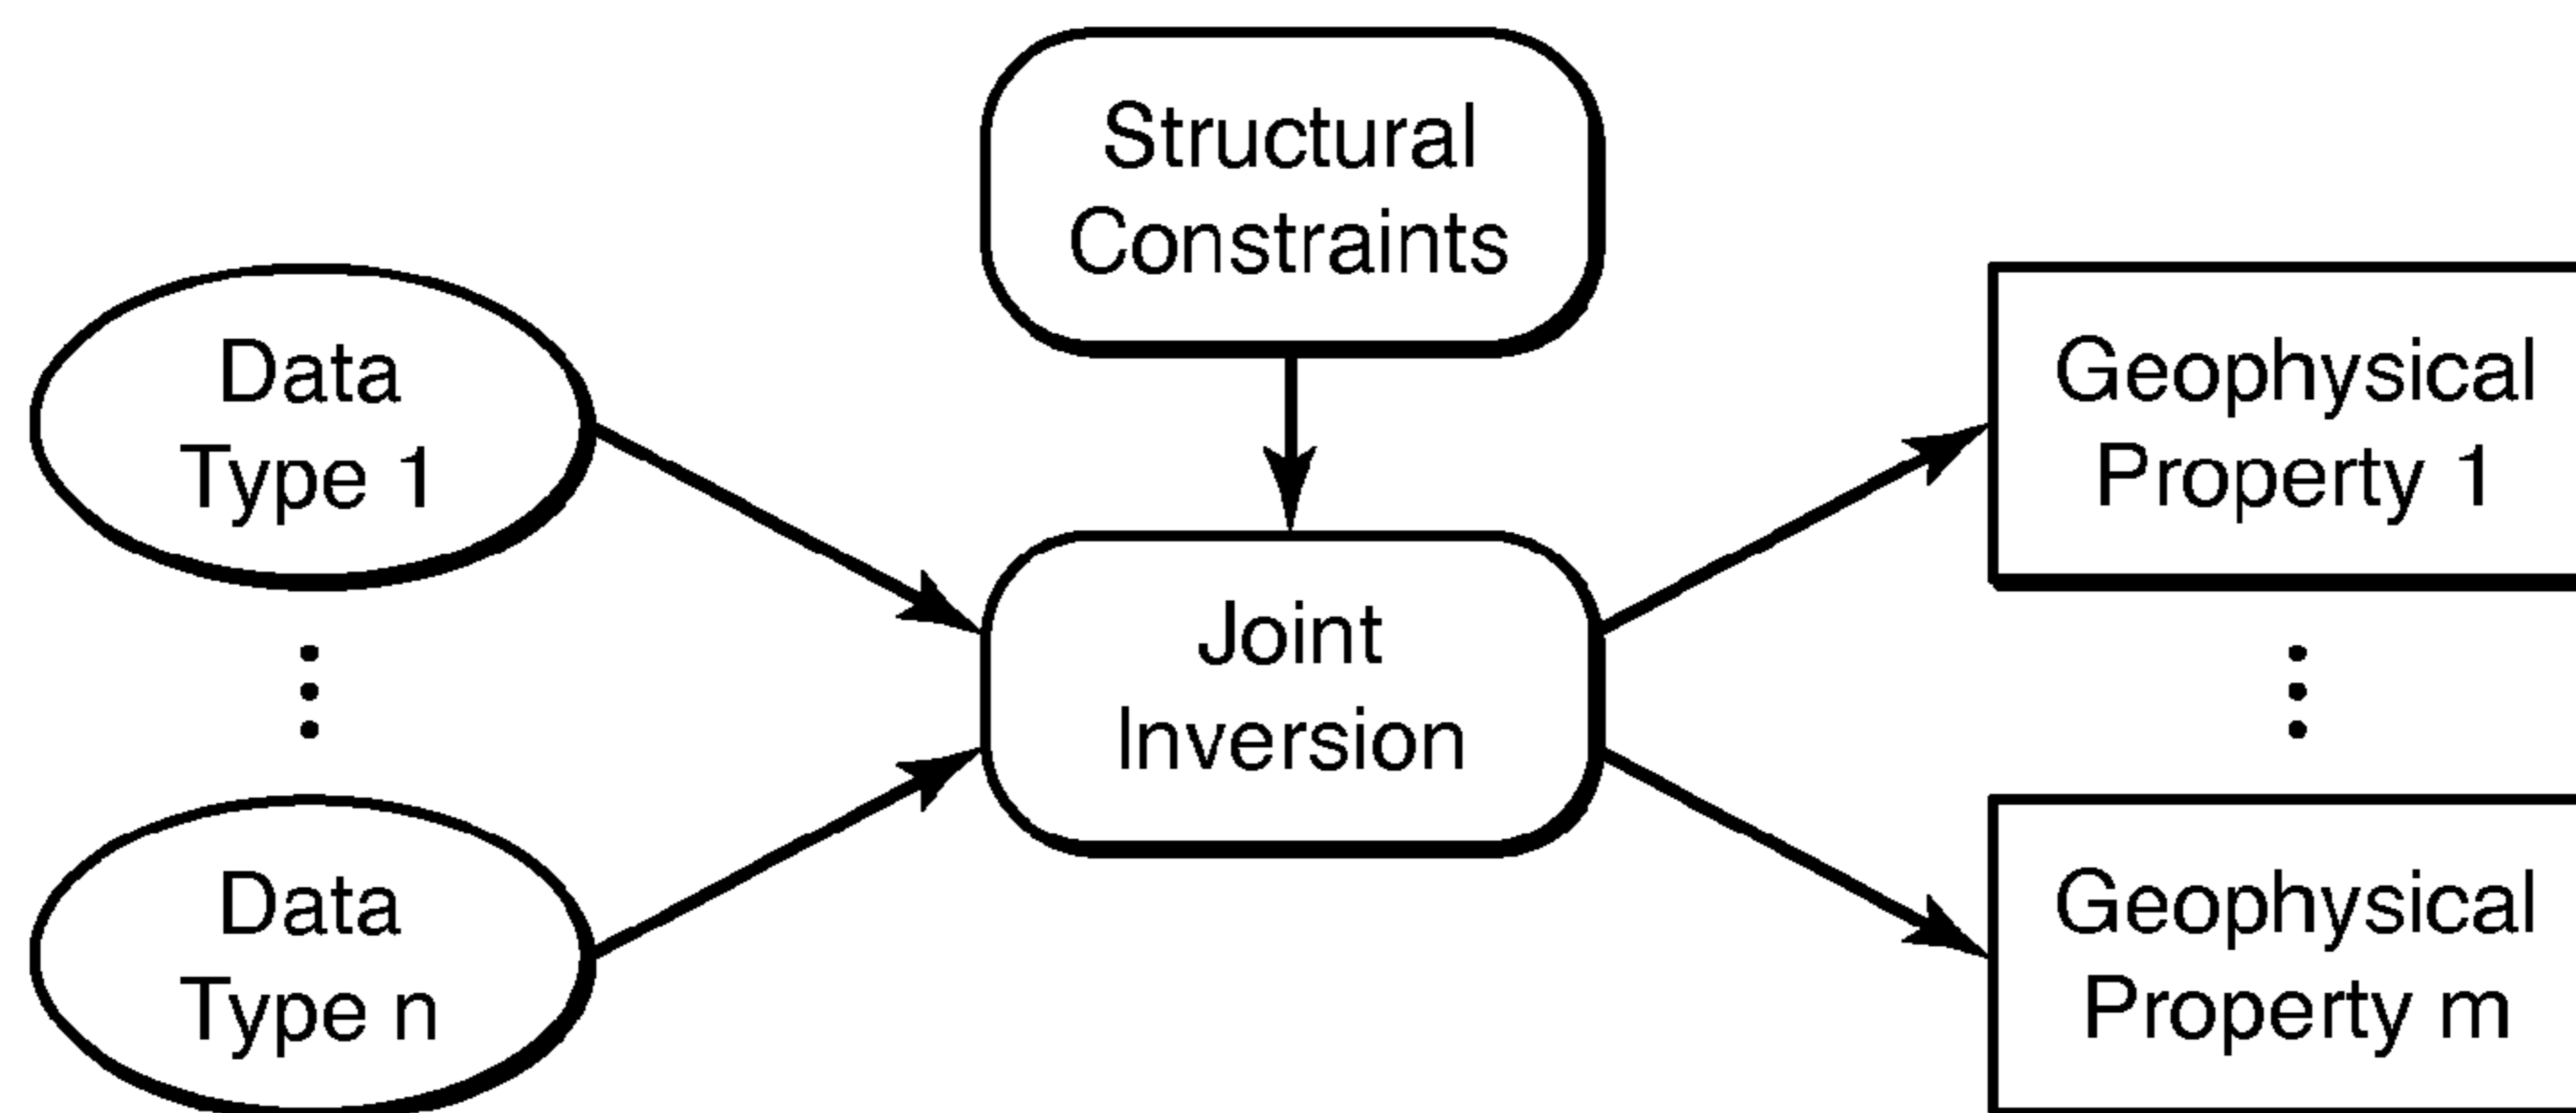 Structural
Constraints
Data
Type 1
Geophysical
Property 1
Joint
Inversion
Data
Type n
Geophysical
Property m